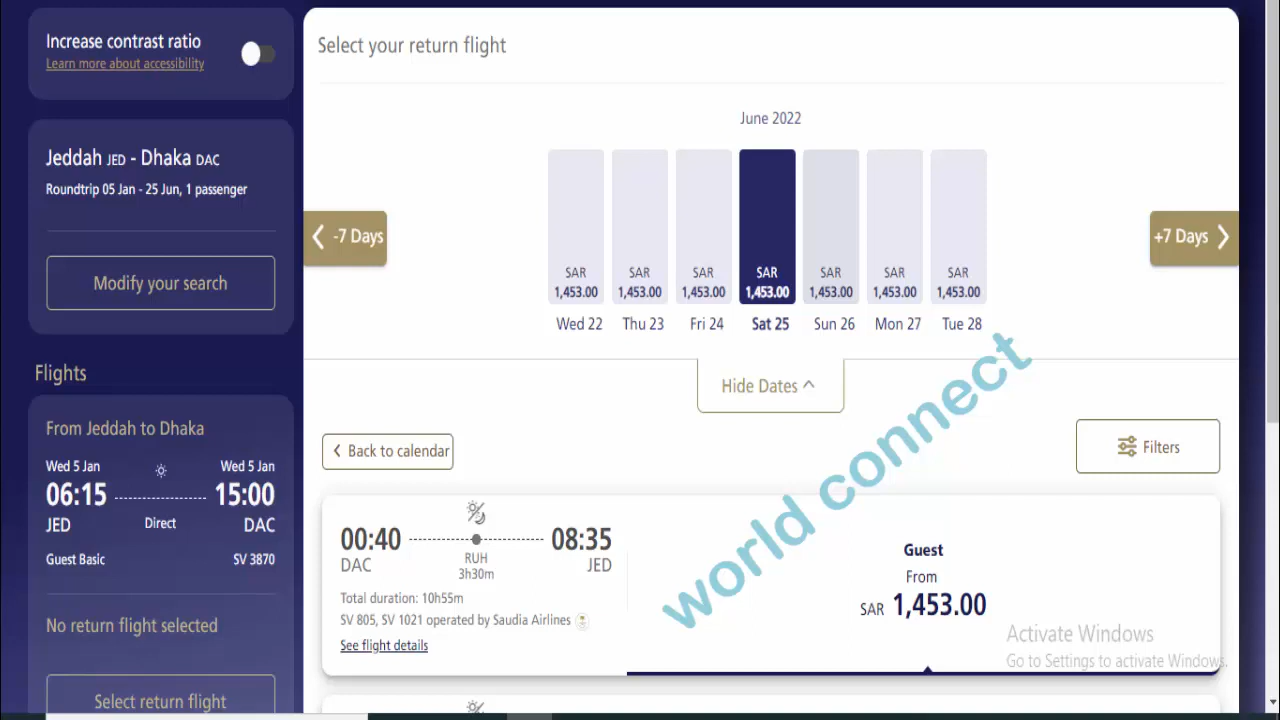 Increase contrast ratio
Learn more about accessibility
Jeddah JED - Dhaka DAC
Roundtrip 05 Jan - 25 Jun, 1 passenger
Modify your search
Flights
From Jeddah to Dhaka
Wed 5 Jan Wed 5 Jan
06:15 15:00
JED Direct DAC
Guest Basic SV 3870
No return flight selected
Select return flight
Select your return flight
June 2022
-7 Days
+7 Days
SAR SAR SAR SAR SAR SAR SAR
1,453.00 1,453.00 1,453.00 1,453.00 1,453.00 1,453.00 1,453.00
Wed 22 Thu 23 Fri 24 Sat 25 Sun 26 Mon 27 Tue 28
Hide Dates
Back to calendar
Filters
00:40 08:35
DAC RUH JED
3h30m
Total duration: 10h55m
SV 805, SV 1021 operated by Saudia Airlines
See flight details
Guest
From
SAR 1,453.00
world connect
Activate Windows
Go to Settings to activate Windows.